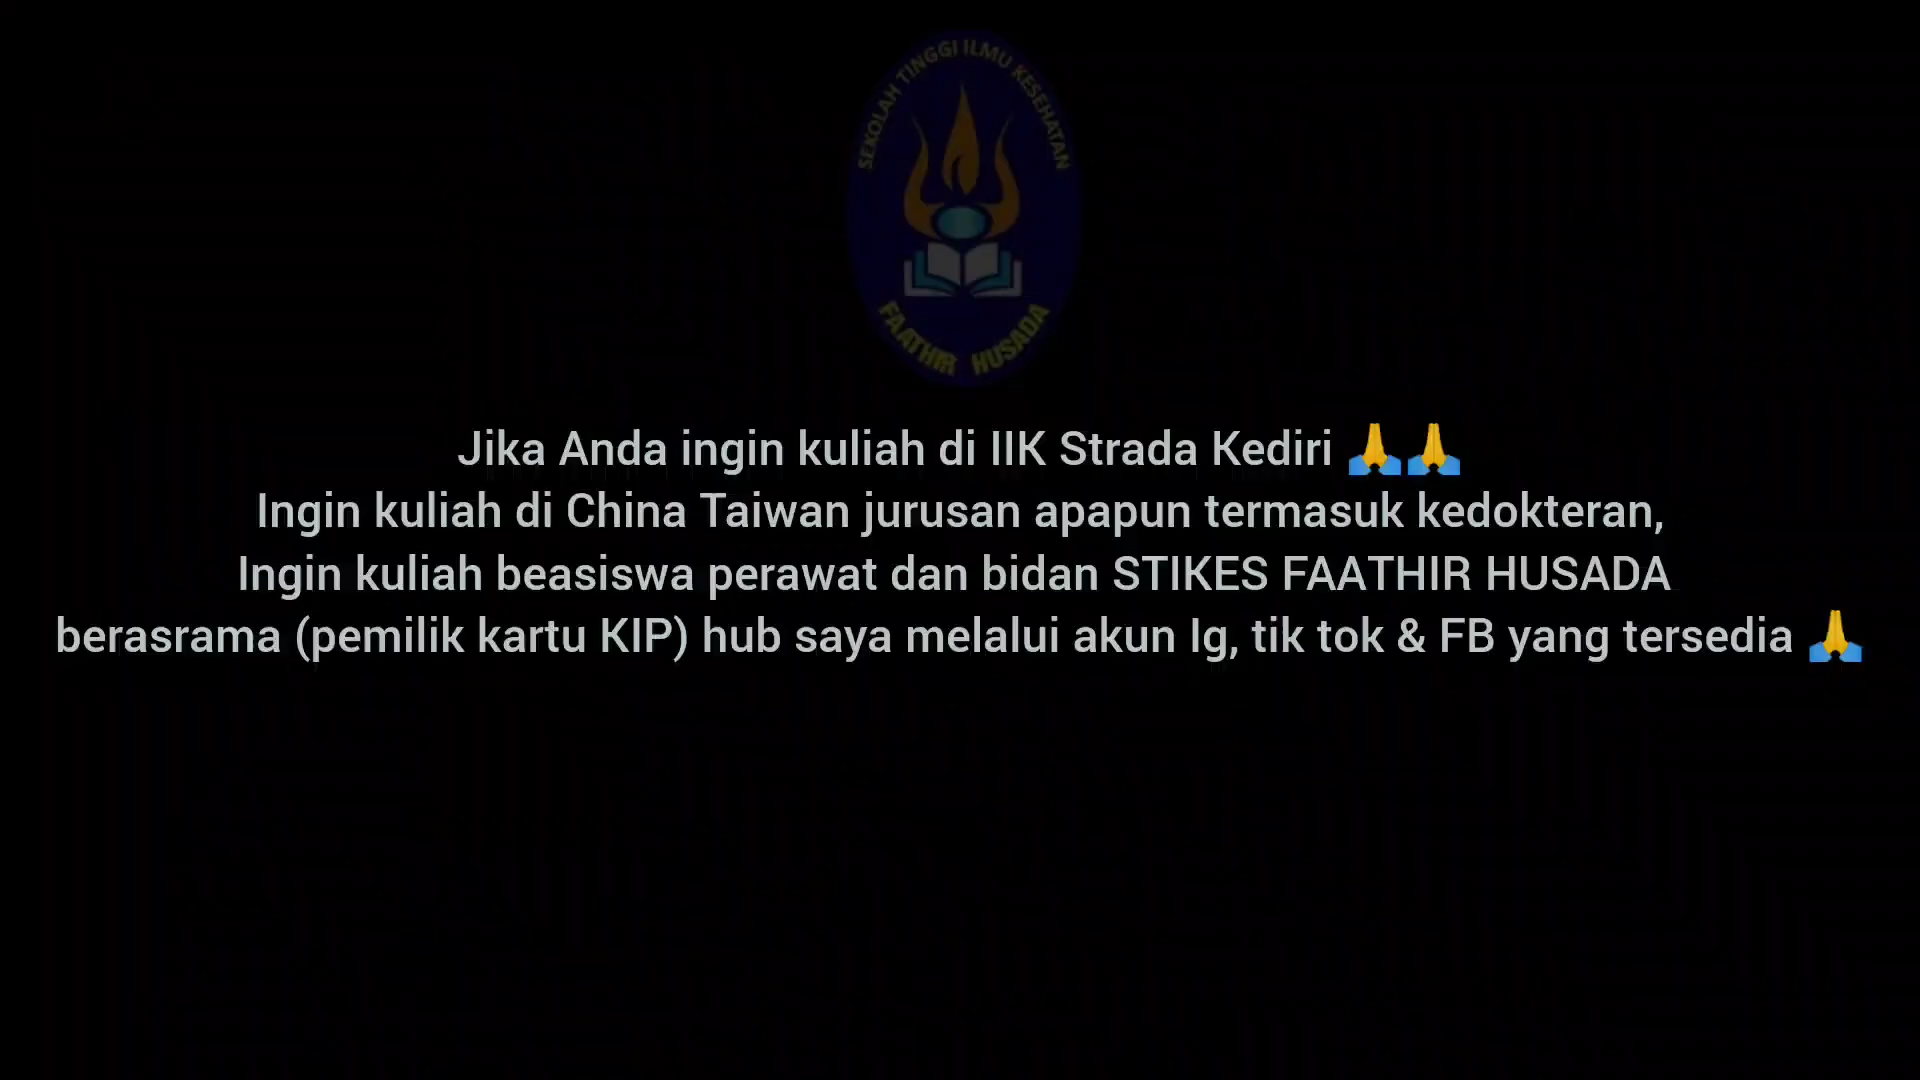 SEKOLAH TINGGI ILMU KESEHATAN
FAATHIR HUSADA
Jika Anda ingin kuliah di IIK Strada Kediri 🙏🙏
Ingin kuliah di China Taiwan jurusan apapun termasuk kedokteran,
Ingin kuliah beasiswa perawat dan bidan STIKES FAATHIR HUSADA
berasrama (pemilik kartu KIP) hub saya melalui akun Ig, tik tok & FB yang tersedia 🙏